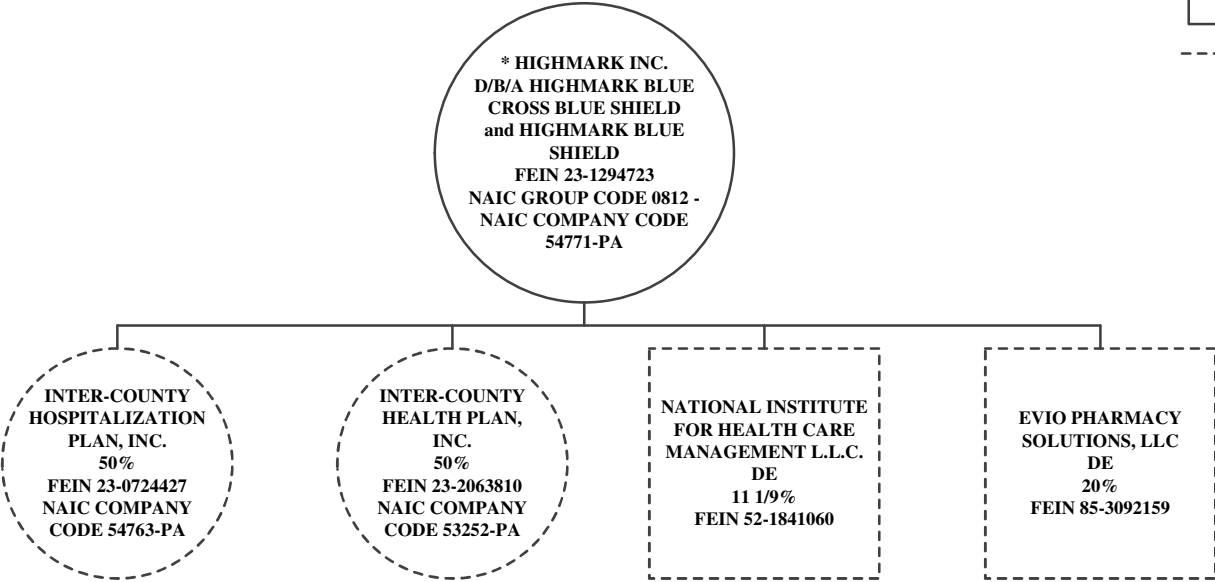 * HIGHMARK INC.
D/B/A HIGHMARK BLUE
CROSS BLUE SHIELD
and HIGHMARK BLUE
SHIELD
FEIN 23-1294723
NAIC GROUP CODE 0812 -
NAIC COMPANY CODE
54771-PA
INTER-COUNTY
HOSPITALIZATION
PLAN, INC.
50%
FEIN 23-0724427
NAIC COMPANY
CODE 54763-PA
INTER-COUNTY
HEALTH PLAN,
INC.
50%
FEIN 23-2063810
NAIC COMPANY
CODE 53252-PA
NATIONAL INSTITUTE
FOR HEALTH CARE
MANAGEMENT L.L.C.
DE
11 1/9%
FEIN 52-1841060
EVIO PHARMACY
SOLUTIONS, LLC
DE
20%
FEIN 85-3092159